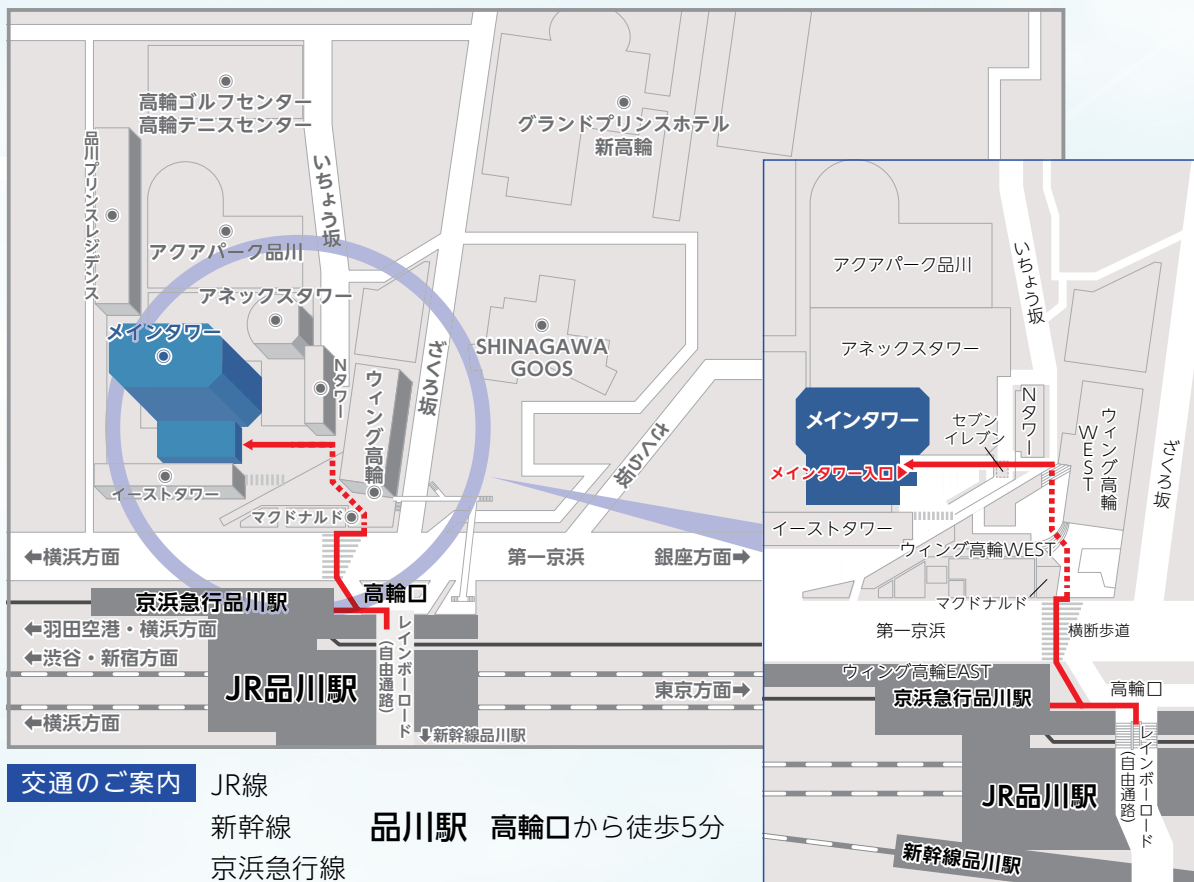 高輪ゴルフセンター
高輪テニスセンター
グランドプリンスホテル
新高輪
品川プリンスレジデンス
いちょう坂
アクアパーク品川
アネックスタワー
メインタワー
Nタワー
ウィング高輪
ざくろ坂
SHINAGAWA
GOOS
さくら坂
イーストタワー
マクドナルド
←横浜方面
第一京浜
銀座方面→
京浜急行品川駅
高輪口
←羽田空港・横浜方面
←渋谷・新宿方面
JR品川駅
レインボーロード
(自由通路)
東京方面→
←横浜方面
↓新幹線品川駅
アクアパーク品川
いちょう坂
アネックスタワー
メインタワー
セブン
イレブン
Nタワー
ウィング高輪
WEST
ざくろ坂
メインタワー入口
イーストタワー
ウィング高輪WEST
マクドナルド
第一京浜
横断歩道
ウィング高輪EAST
京浜急行品川駅
高輪口
JR品川駅
レインボーロード
(自由通路)
新幹線品川駅
交通のご案内
JR線
新幹線
京浜急行線
品川駅 高輪口から徒歩5分